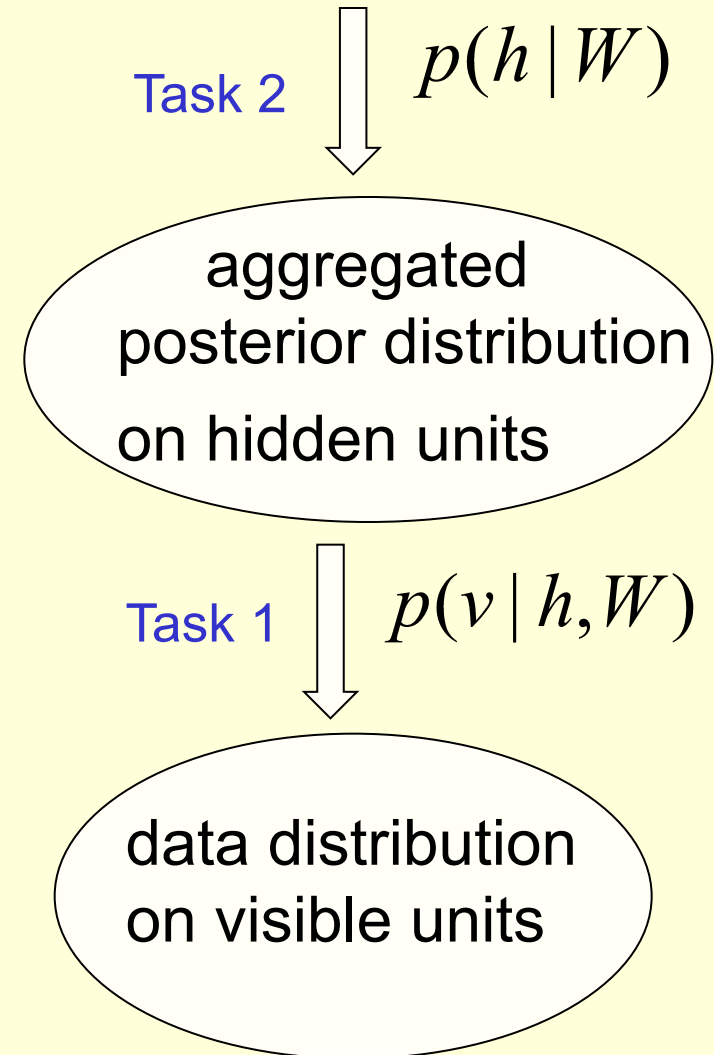 Task 2 p(h | W)
aggregated
posterior distribution
on hidden units
Task 1 p(v | h, W)
data distribution
on visible units